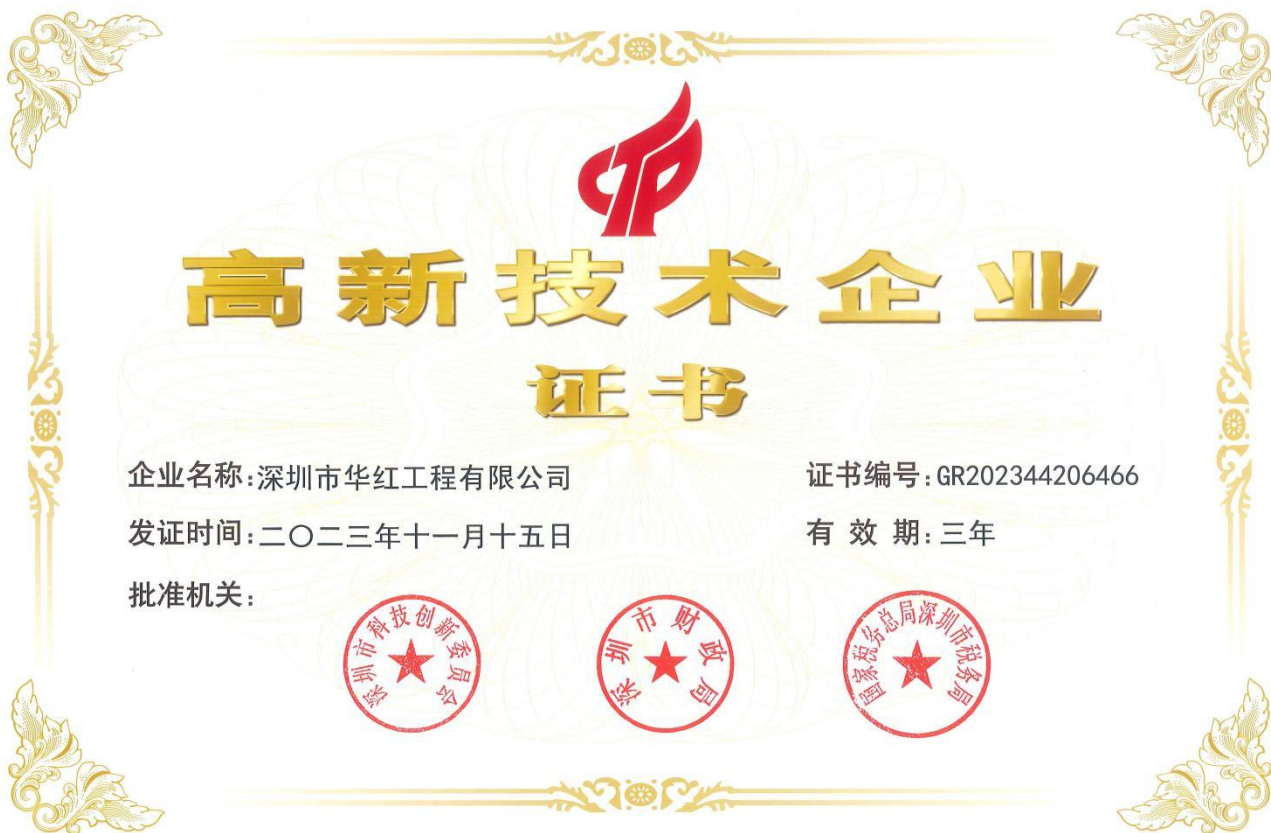 高新技术企业
证书
企业名称:深圳市华红工程有限公司
证书编号:GR202344206466
发证时间:二〇二三年十一月十五日
有效期:三年
批准机关:
深圳市科技创新委员会
深圳市财政局
国家税务总局深圳市税务局